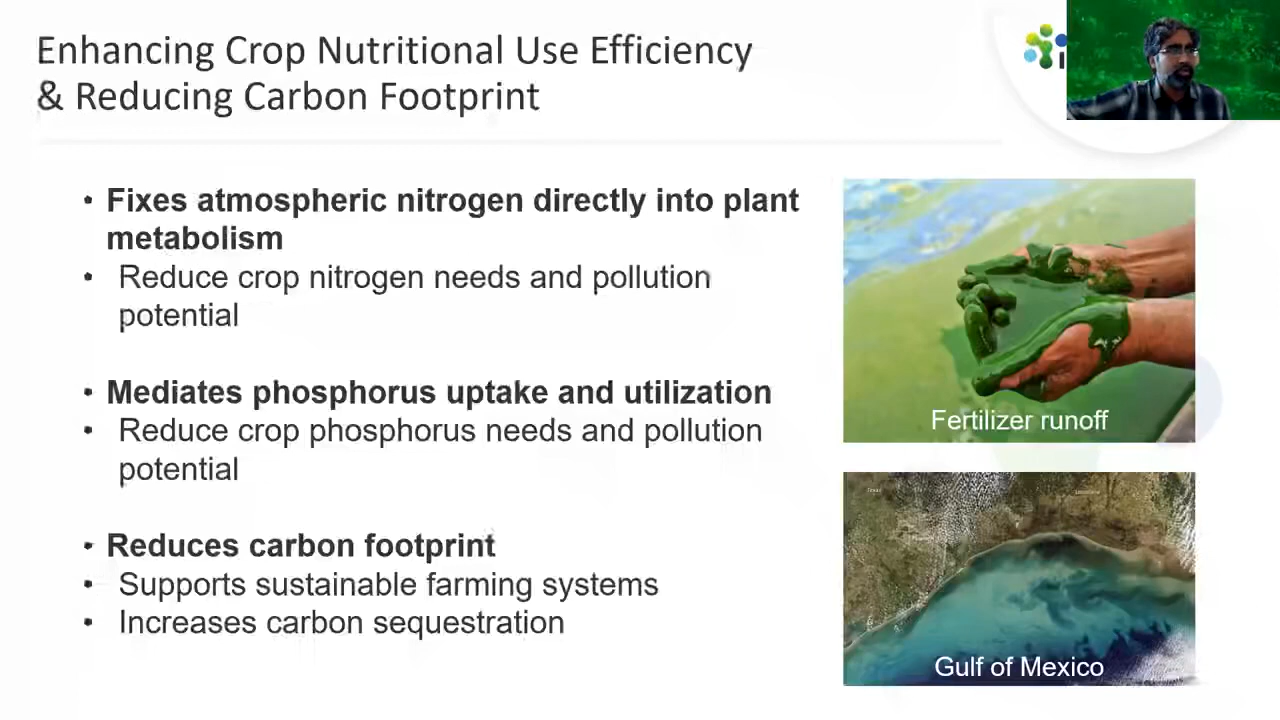 Enhancing Crop Nutritional Use Efficiency
& Reducing Carbon Footprint
• Fixes atmospheric nitrogen directly into plant
metabolism
• Reduce crop nitrogen needs and pollution
potential
• Mediates phosphorus uptake and utilization
• Reduce crop phosphorus needs and pollution
potential
• Reduces carbon footprint
• Supports sustainable farming systems
• Increases carbon sequestration
Fertilizer runoff
Gulf of Mexico